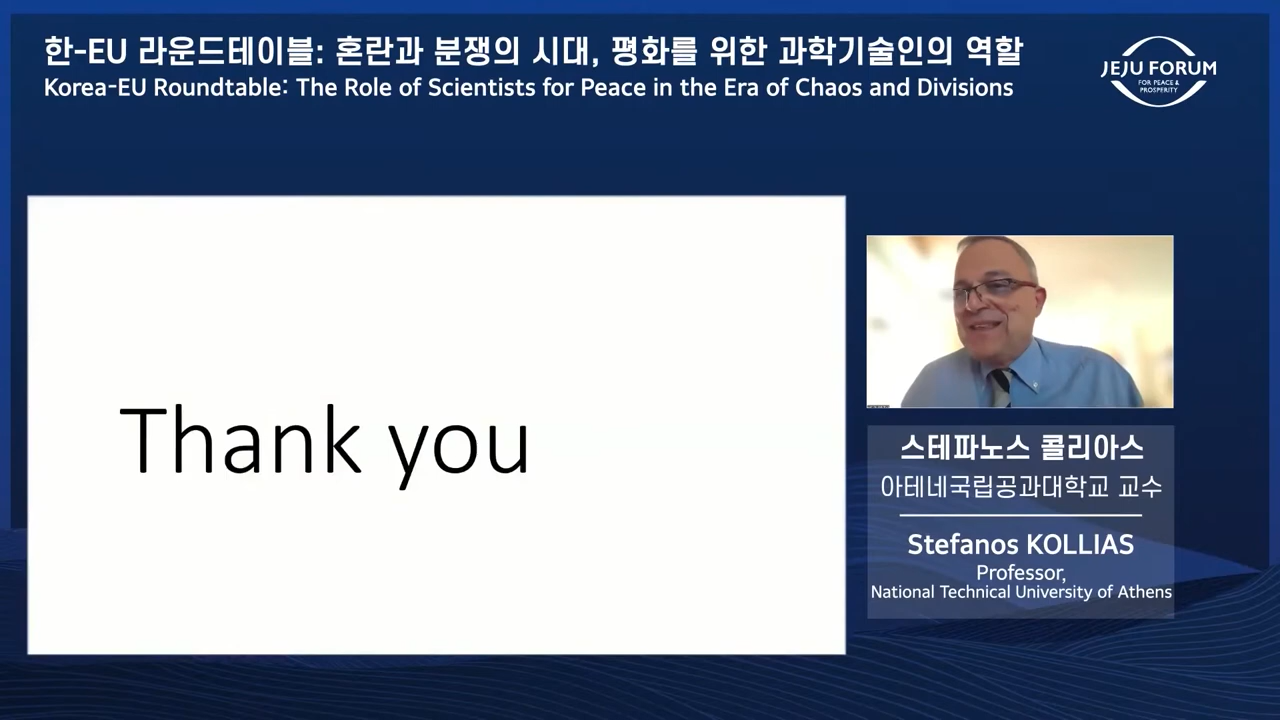 한-EU 라운드테이블: 혼란과 분쟁의 시대, 평화를 위한 과학기술인의 역할
Korea-EU Roundtable: The Role of Scientists for Peace in the Era of Chaos and Divisions
JEJU FORUM
FOR PEACE &
PROSPERITY
Thank you
스테파노스 콜리아스
아테네국립공과대학교 교수
Stefanos KOLLIAS
Professor,
National Technical University of Athens